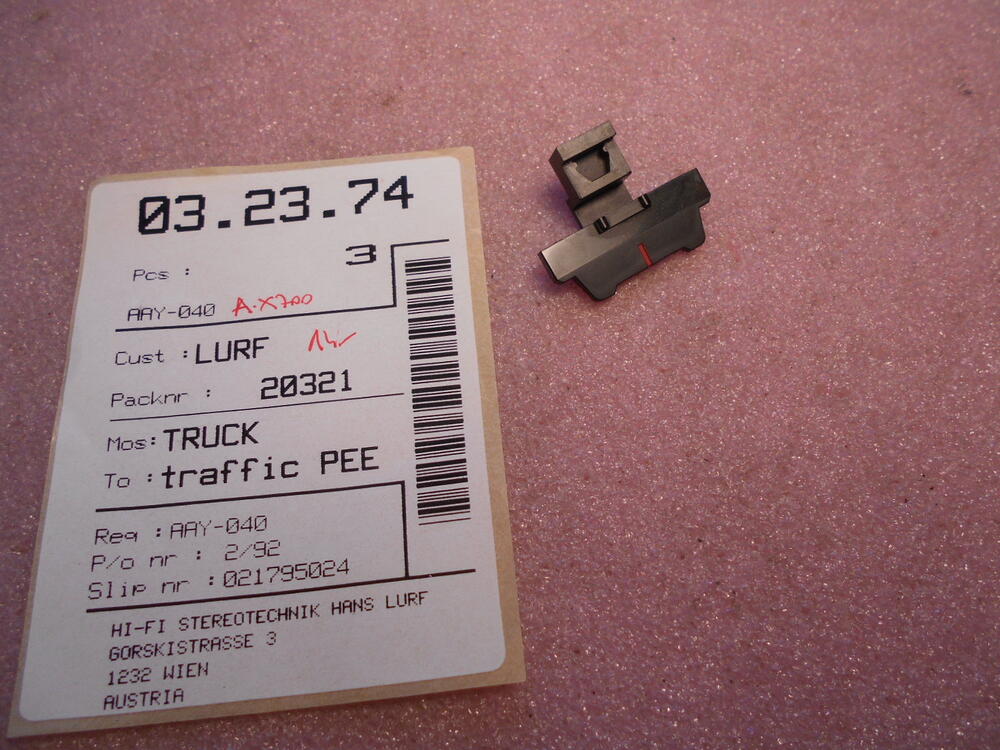 03.23.74
Pcs : 3
AAY-040 A-X700
Cust :LURF
Packnr : 20321
Mos:TRUCK
To :traffic PEE
Req :AAY-040
P/o nr : 2/92
Slip nr :021795024
HI-FI STEREOTECHNIK HANS LURF
GORSKISTRASSE 3
1232 WIEN
AUSTRIA